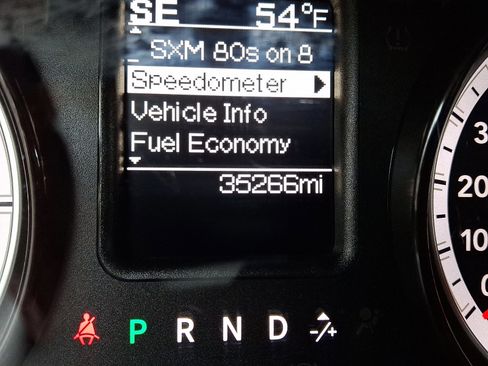 SE 54°F
SXM 80s on 8
Speedometer
Vehicle Info
Fuel Economy
35266mi
20
10
P R N D -/+